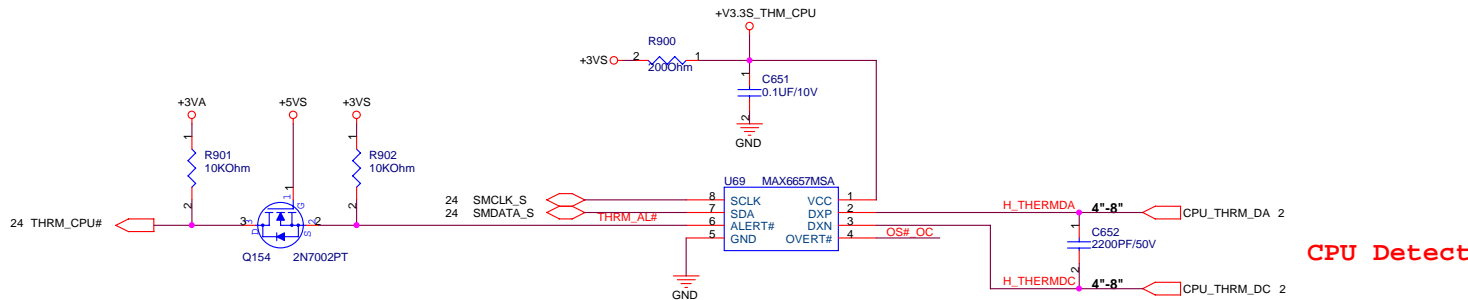 +V3.3S_THM_CPU
R900
+3VS 2 1
200Ohm
C651
0.1UF/10V
1
2
GND
+3VA +5VS +3VS
1 1 1
R901 R902
10KOhm 10KOhm
2 2
24 THRM_CPU# 3 D G S 2
Q154 2N7002PT
U69 MAX6657MSA
24 SMCLK_S 8 SCLK VCC 1
24 SMDATA_S 7 SDA DXP 2 H_THERMDA 4"-8" CPU_THRM_DA 2
THRM_AL# 6 ALERT# DXN 3
5 GND OVERT# 4 OS#_OC
1
C652
2200PF/50V
2
CPU Detect
H_THERMDC 4"-8" CPU_THRM_DC 2
GND